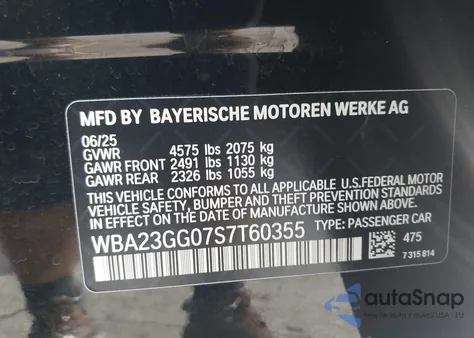 MFD BY BAYERISCHE MOTOREN WERKE AG
06/25
GVWR 4575 lbs 2075 kg
GAWR FRONT 2491 lbs 1130 kg
GAWR REAR 2326 lbs 1055 kg
THIS VEHICLE CONFORMS TO ALL APPLICABLE U.S.FEDERAL MOTOR
VEHICLE SAFETY, BUMPER AND THEFT PREVENTION STANDARDS IN
EFFECT ON THE DATE OF MANUFACTURE SHOWN ABOVE.
WBA23GG07S7T60355 TYPE: PASSENGER CAR
475
7 315 814
autoSnap